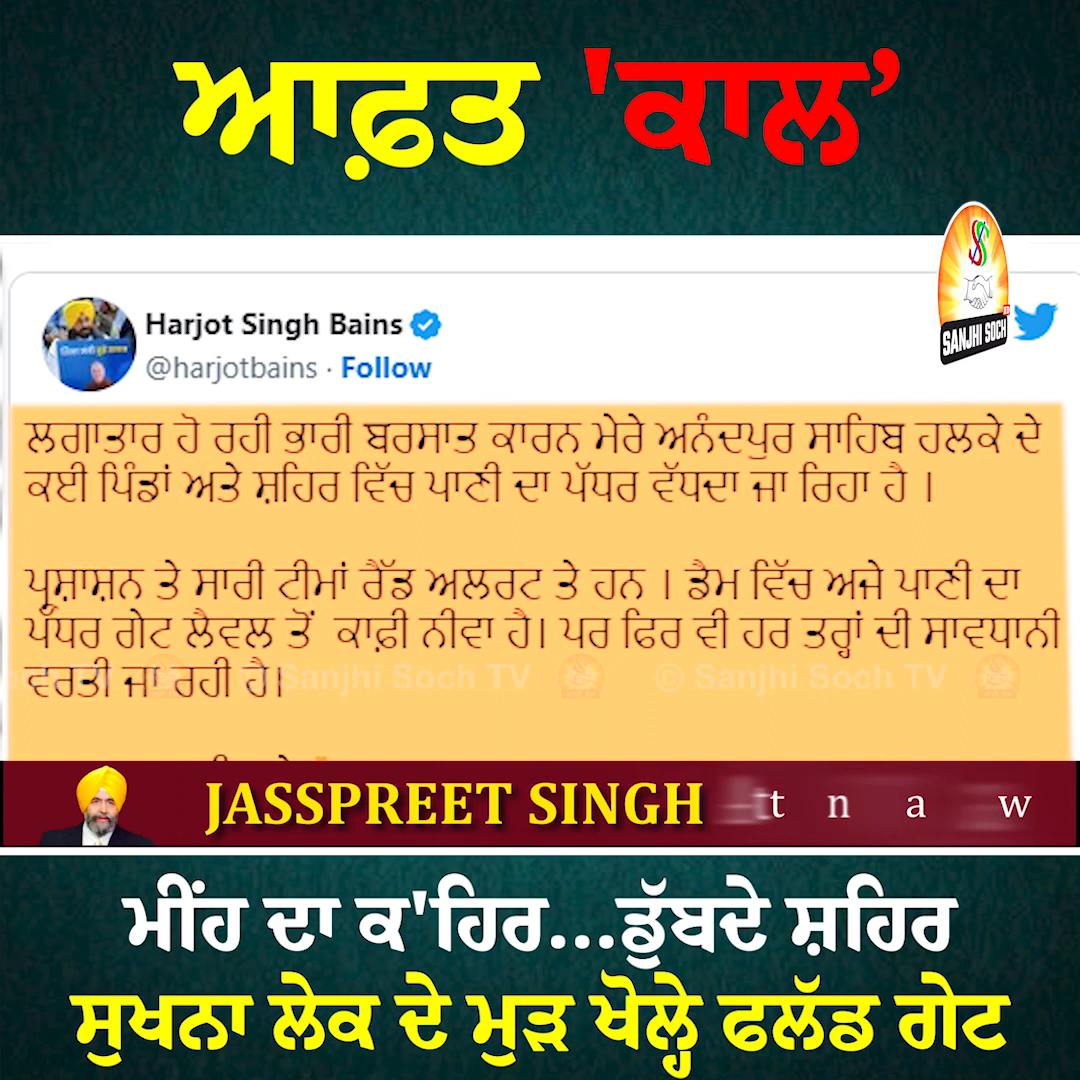 ਆਫ਼ਤ 'ਕਾਲ’
SANJHI SOCH
Harjot Singh Bains
@harjotbains · Follow
ਲਗਾਤਾਰ ਹੋ ਰਹੀ ਭਾਰੀ ਬਰਸਾਤ ਕਾਰਨ ਮੇਰੇ ਅਨੰਦਪੁਰ ਸਾਹਿਬ ਹਲਕੇ ਦੇ
ਕਈ ਪਿੰਡਾਂ ਅਤੇ ਸ਼ਹਿਰ ਵਿੱਚ ਪਾਣੀ ਦਾ ਪੱਧਰ ਵੱਧਦਾ ਜਾ ਰਿਹਾ ਹੈ ।
ਪ੍ਰਸ਼ਾਸ਼ਨ ਤੇ ਸਾਰੀ ਟੀਮਾਂ ਰੈੱਡ ਅਲਰਟ ਤੇ ਹਨ । ਡੈਮ ਵਿੱਚ ਅਜੇ ਪਾਣੀ ਦਾ
ਪੱਧਰ ਗੇਟ ਲੈਵਲ ਤੋਂ ਕਾਫ਼ੀ ਨੀਵਾ ਹੈ। ਪਰ ਫਿਰ ਵੀ ਹਰ ਤਰ੍ਹਾਂ ਦੀ ਸਾਵਧਾਨੀ
ਵਰਤੀ ਜਾ ਰਹੀ ਹੈ।
Sanjhi Soch TV © Sanjhi Soch TV
JASSPREET SINGH t n a w
ਮੀਂਹ ਦਾ ਕ'ਹਿਰ...ਡੁੱਬਦੇ ਸ਼ਹਿਰ
ਸੁਖਨਾ ਲੇਕ ਦੇ ਮੁੜ ਖੋਲ੍ਹੇ ਫਲੱਡ ਗੇਟ